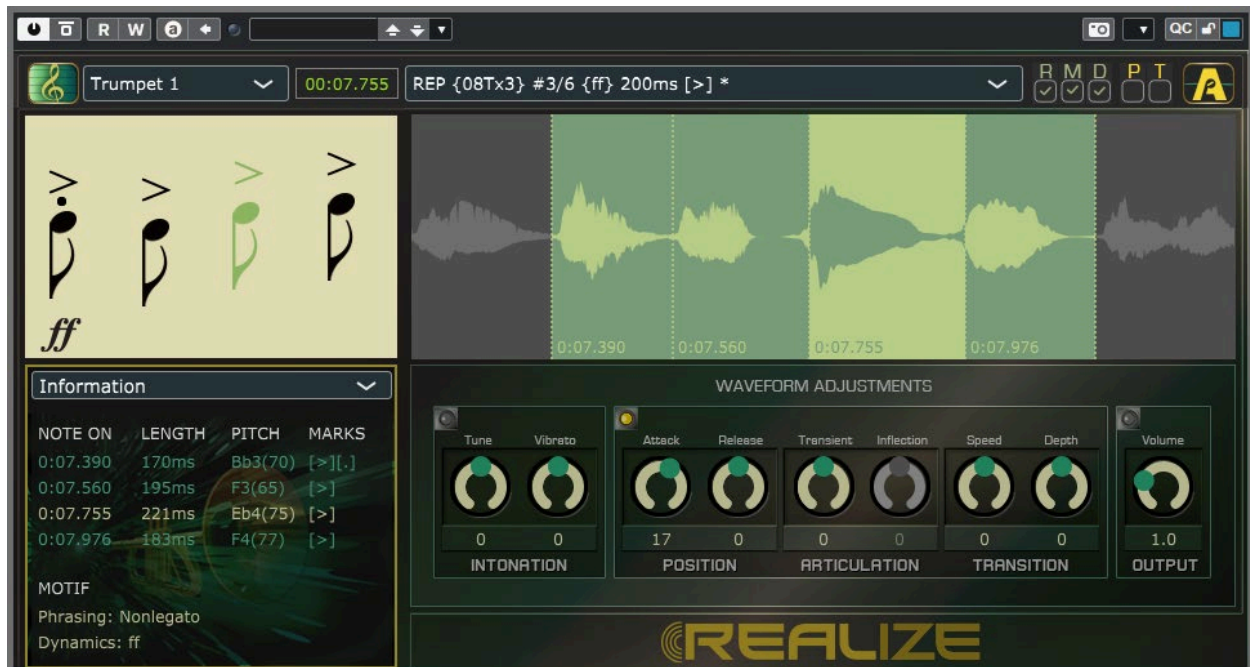 R W a QC
Trumpet 1 00:07.755 REP {08Tx3} #3/6 {ff} 200ms [>] * R M D P T
ff
0:07.390 0:07.560 0:07.755 0:07.976
Information
NOTE ON LENGTH PITCH MARKS
0:07.390 170ms Bb3(70) [>][.]
0:07.560 195ms F3(65) [>]
0:07.755 221ms Eb4(75) [>]
0:07.976 183ms F4(77) [>]
MOTIF
Phrasing: Nonlegato
Dynamics: ff
WAVEFORM ADJUSTMENTS
Tune Vibrato Attack Release Transient Inflection Speed Depth Volume
0 0 17 0 0 0 0 0 1.0
INTONATION POSITION ARTICULATION TRANSITION OUTPUT
REALIZE